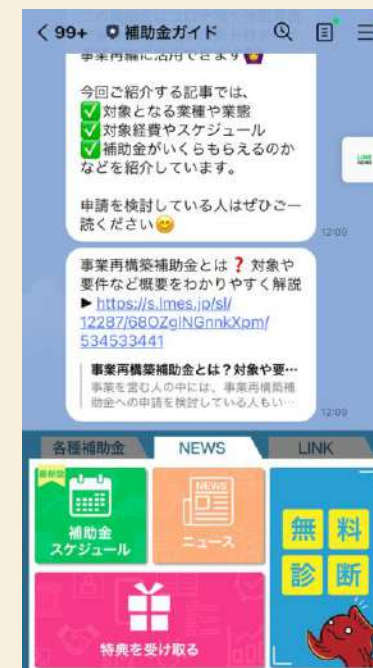 99+ 補助金ガイド
事業再編に活用できます
今回ご紹介する記事では、
対象となる業種や業態
対象経費やスケジュール
補助金がいくらもらえるのか
などを紹介しています。
申請を検討している人はぜひご一
読ください
12:09
LINE
NEWS
事業再構築補助金とは❓対象や
要件など概要をわかりやすく解説
▶ https://s.lmes.jp/sl/
12287/68OZglNGnnkXpm/
534533441
事業再構築補助金とは？対象や要…
事業を営む人の中には、事業再構築補
助金への申請を検討している人もい…
12:09
各種補助金 NEWS LINK
最新版
補助金
スケジュール
NEWS
ニュース
無料
診断
特典を受け取る